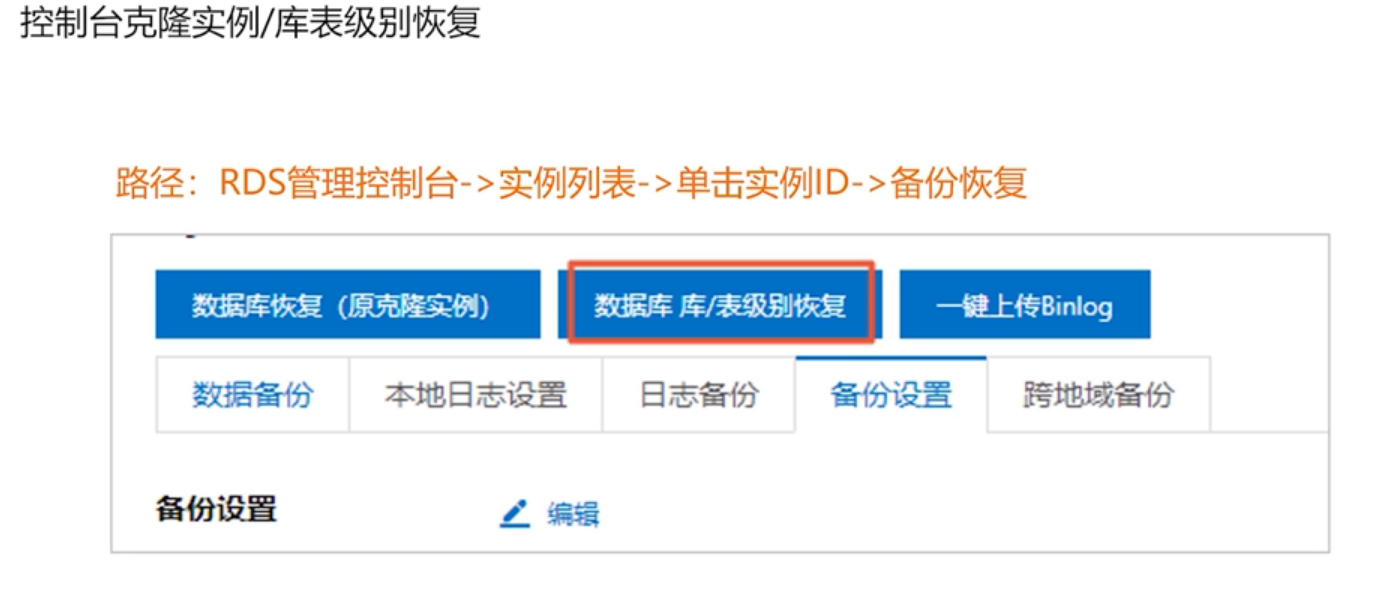 控制台克隆实例/库表级别恢复
路径：RDS管理控制台->实例列表->单击实例ID->备份恢复
数据库恢复（原克隆实例） 数据库 库/表级别恢复 一键上传Binlog
数据备份 本地日志设置 日志备份 备份设置 跨地域备份
备份设置 编辑